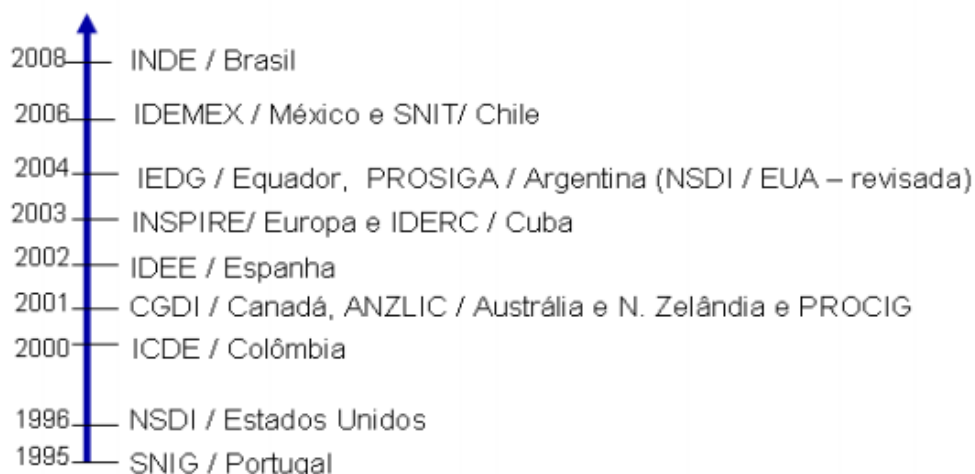 2008 INDE / Brasil
2006 IDEMEX / México e SNIT/ Chile
2004 IEDG / Equador, PROSIGA / Argentina (NSDI / EUA – revisada)
2003 INSPIRE/ Europa e IDERC / Cuba
2002 IDEE / Espanha
2001 CGDI / Canadá, ANZLIC / Austrália e N. Zelândia e PROCIG
2000 ICDE / Colômbia
1996 NSDI / Estados Unidos
1995 SNIG / Portugal